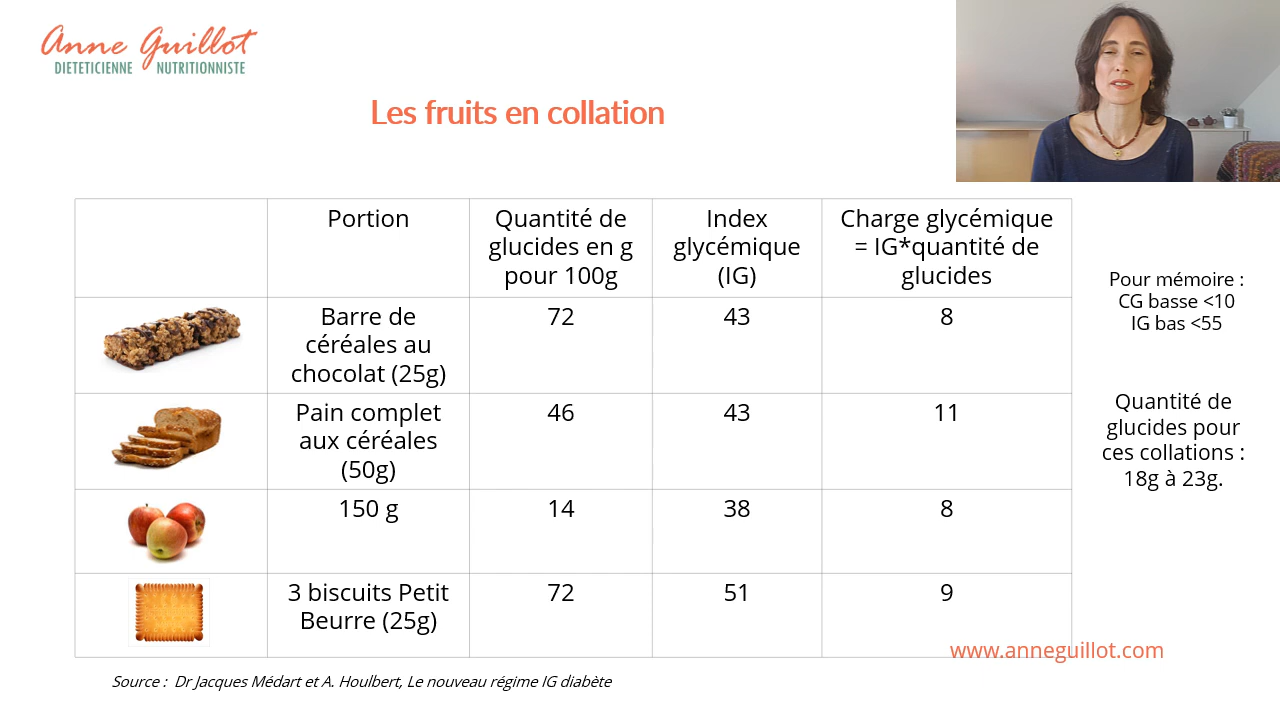 Anne Guillot
DIETETICIENNE NUTRITIONNISTE
Les fruits en collation
Portion
Quantité de
glucides en g
pour 100g
Index
glycémique
(IG)
Charge glycémique
= IG*quantité de
glucides
Barre de
céréales au
chocolat (25g)
72
43
8
Pain complet
aux céréales
(50g)
46
43
11
150 g
14
38
8
3 biscuits Petit
Beurre (25g)
72
51
9
Pour mémoire :
CG basse <10
IG bas <55
Quantité de
glucides pour
ces collations :
18g à 23g.
www.anneguillot.com
Source : Dr Jacques Médart et A. Houlbert, Le nouveau régime IG diabète